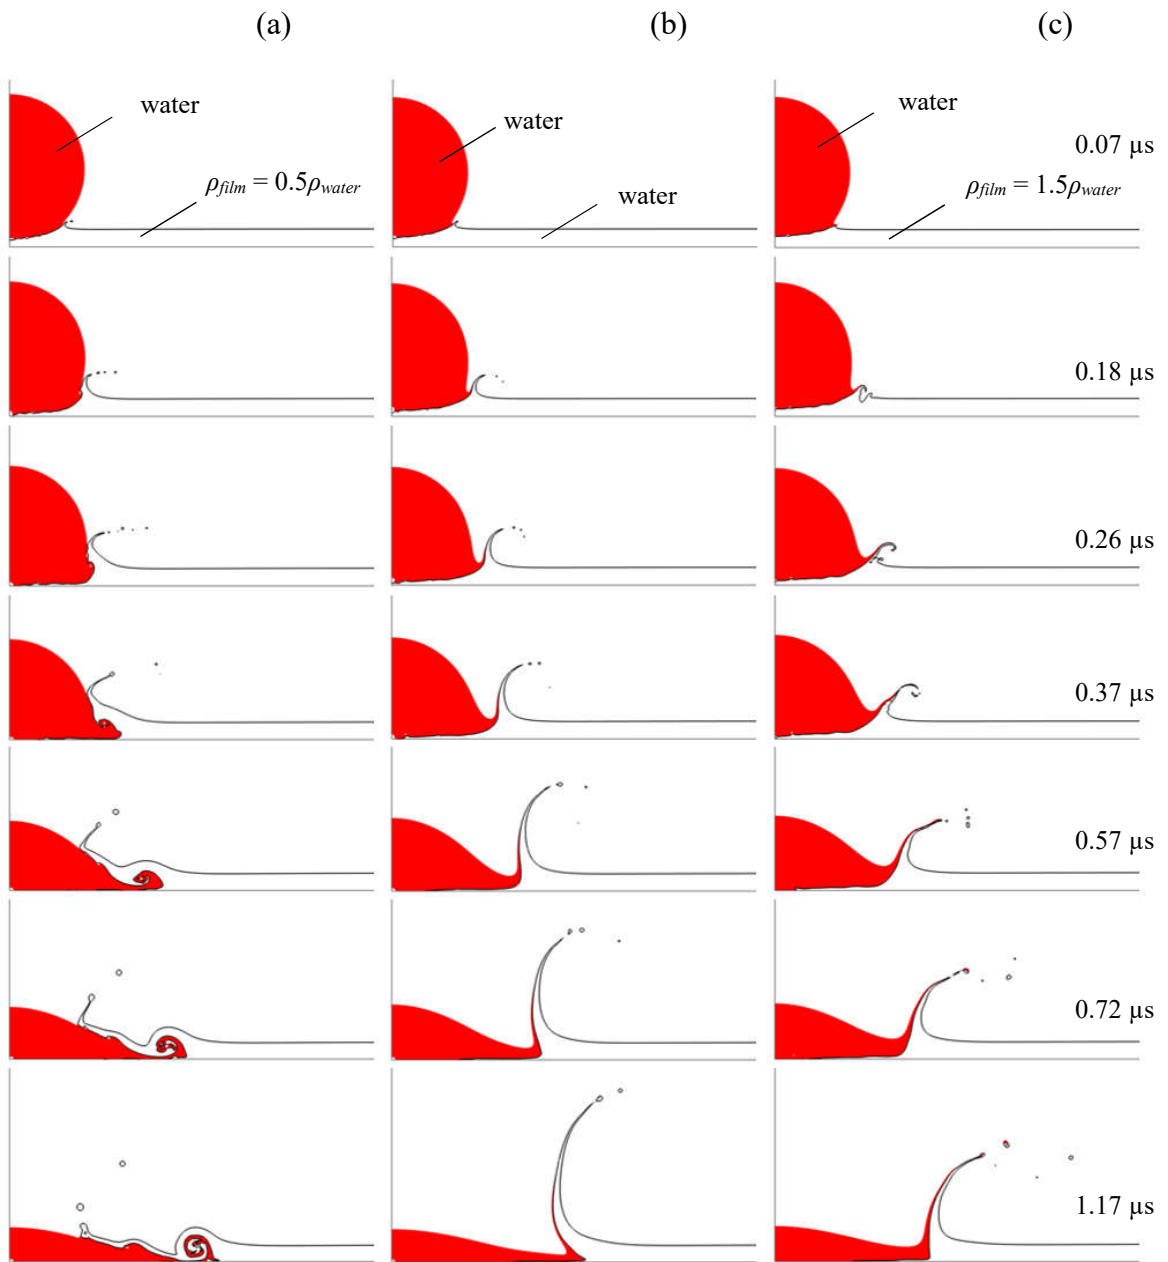 (a) (b) (c)
water water water 0.07 µs
ρfilm = 0.5ρwater water ρfilm = 1.5ρwater
0.18 µs
0.26 µs
0.37 µs
0.57 µs
0.72 µs
1.17 µs